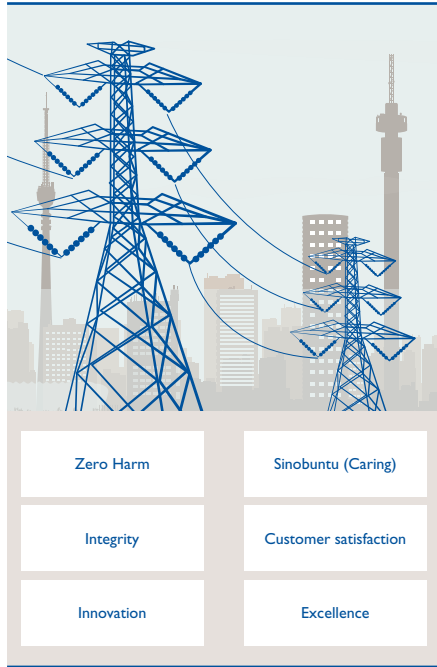 Zero Harm
Sinobuntu (Caring)
Integrity
Customer satisfaction
Innovation
Excellence